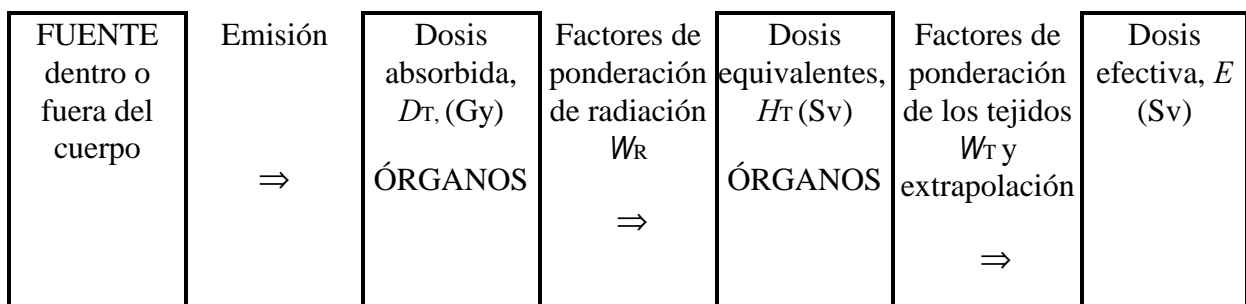 FUENTE
dentro o
fuera del
cuerpo
Emisión
⇒
Dosis
absorbida,
DT, (Gy)
ÓRGANOS
Factores de
ponderación
de radiación
WR
⇒
Dosis
equivalentes,
HT (Sv)
ÓRGANOS
Factores de
ponderación
de los tejidos
WT y
extrapolación
⇒
Dosis
efectiva, E
(Sv)